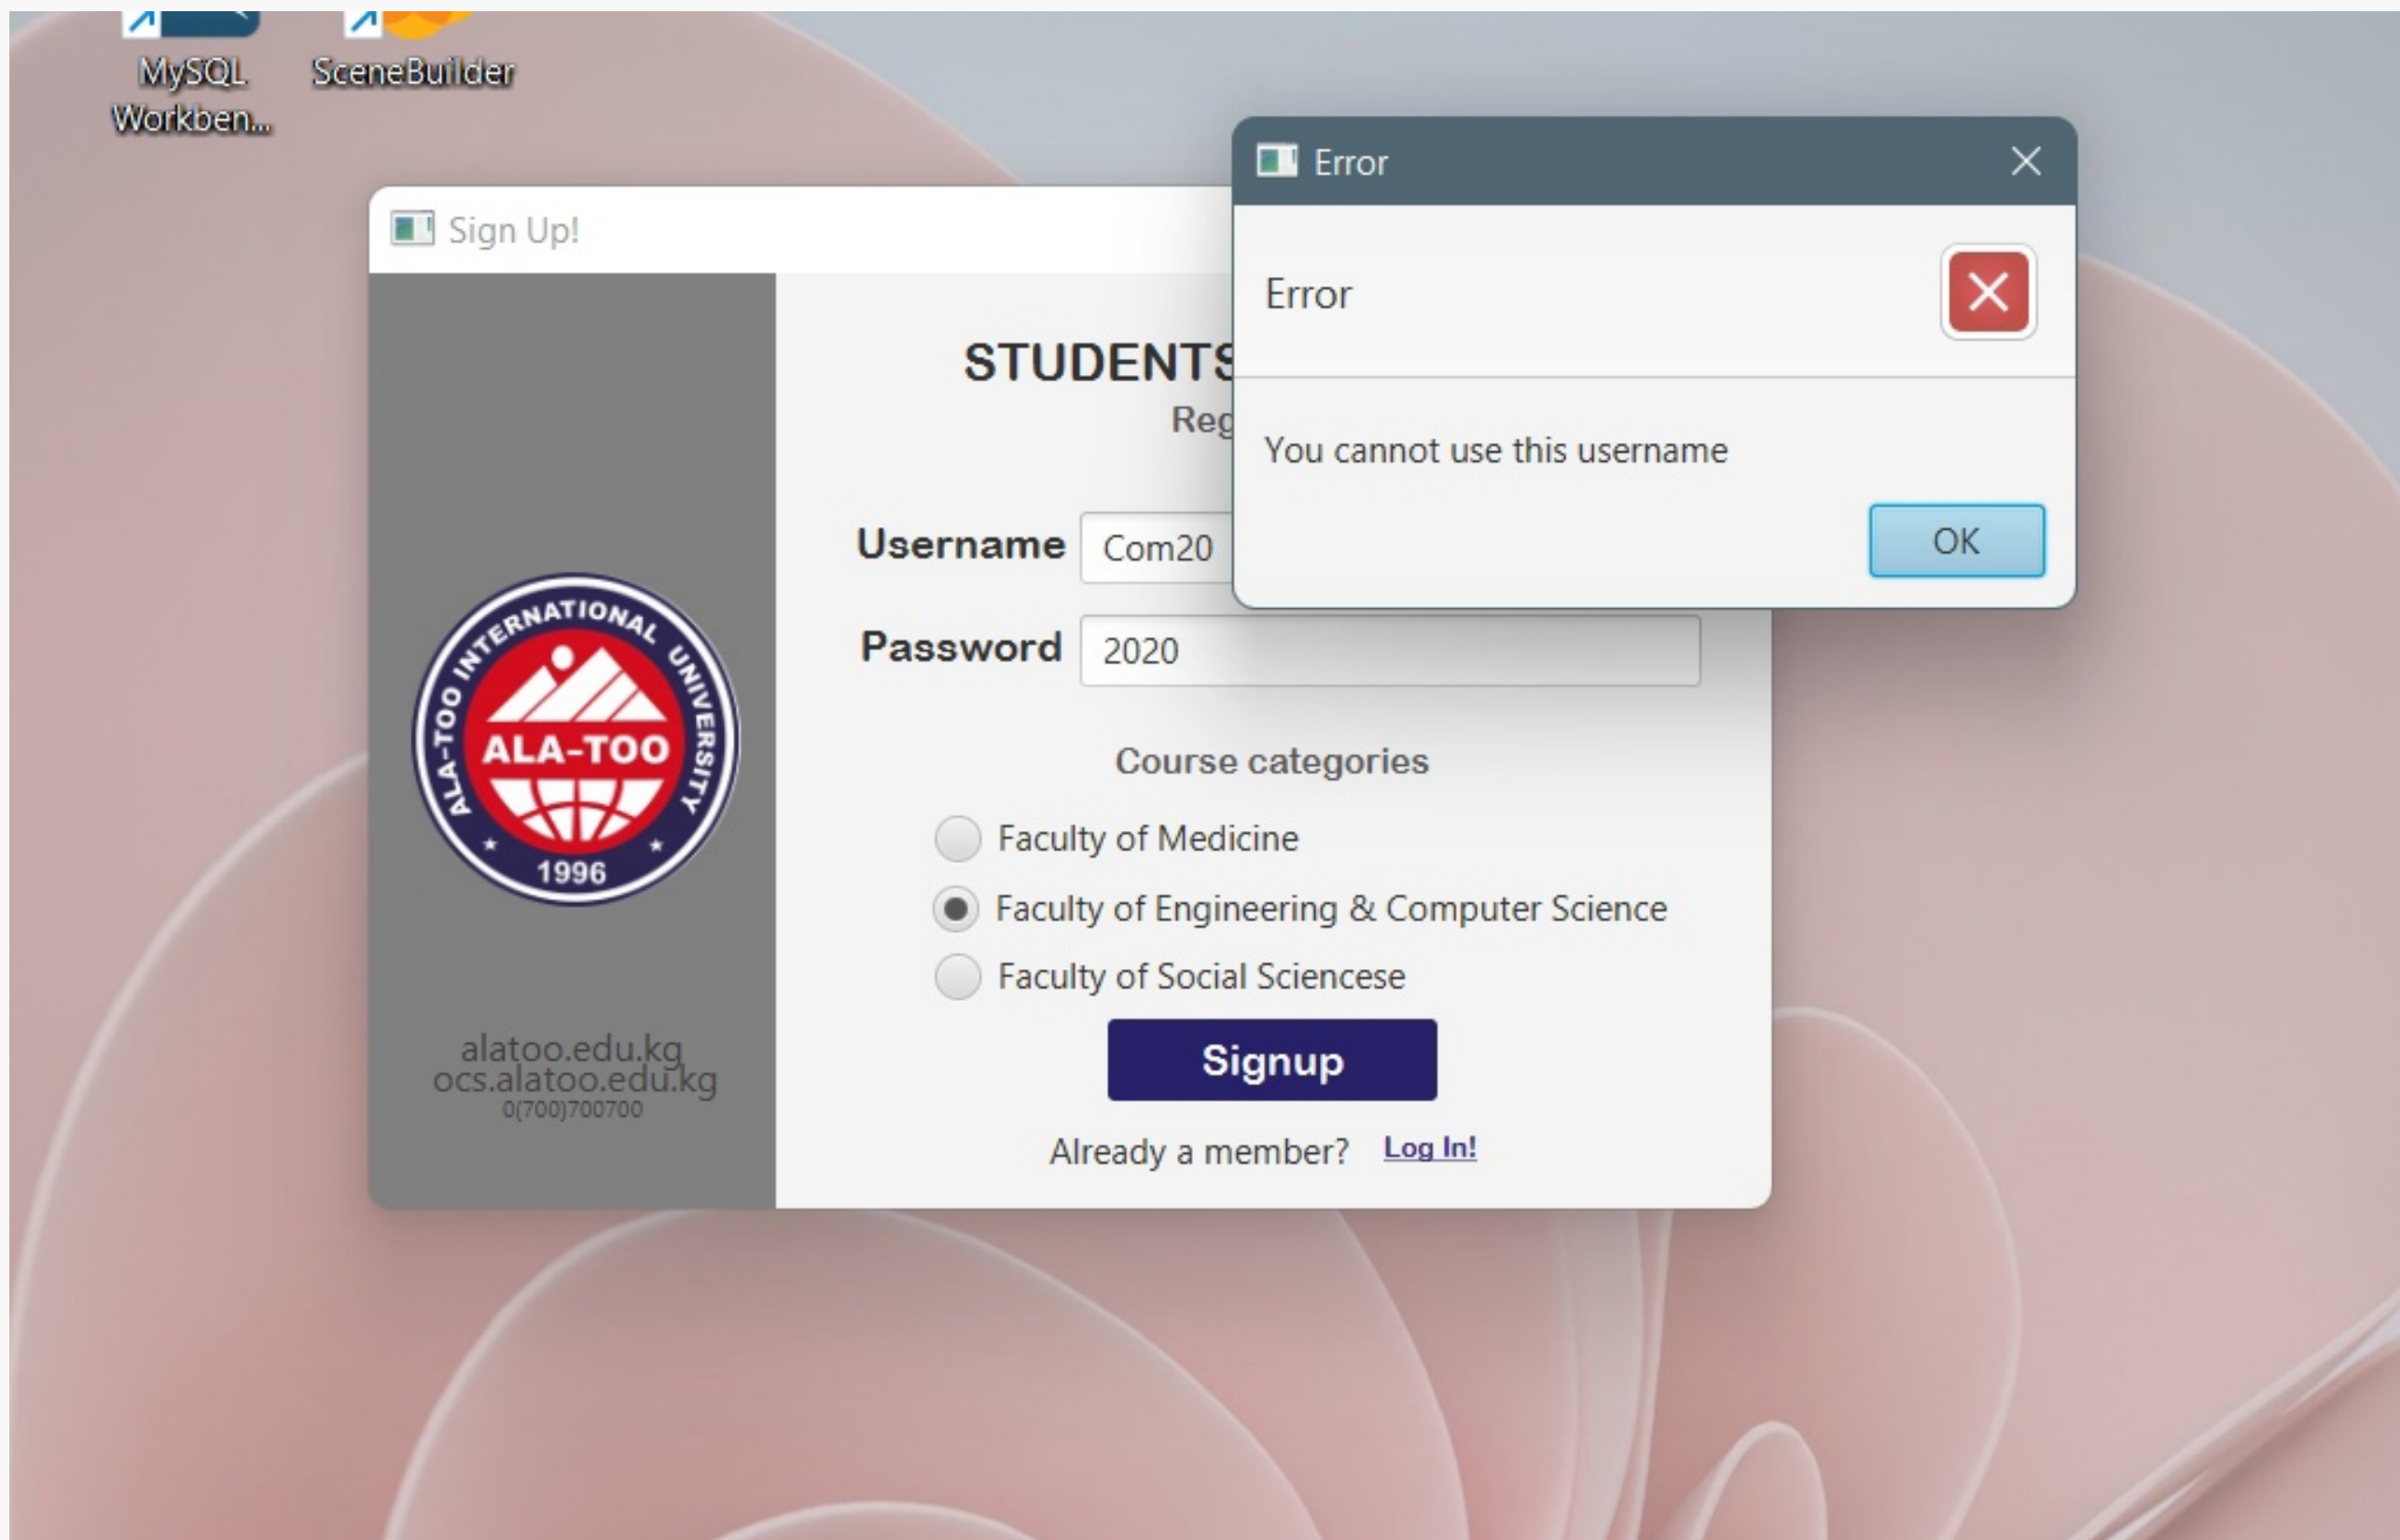 MySQL
Workben...
SceneBuilder
Sign Up!
Error
Error
You cannot use this username
OK
STUDENTS
Reg
Username
Com20
Password
2020
Course categories
Faculty of Medicine
Faculty of Engineering & Computer Science
Faculty of Social Sciencese
Signup
Already a member? Log In!
ALA-TOO INTERNATIONAL UNIVERSITY
ALA-TOO
1996
alatoo.edu.kg
ocs.alatoo.edu.kg
0(700)700700